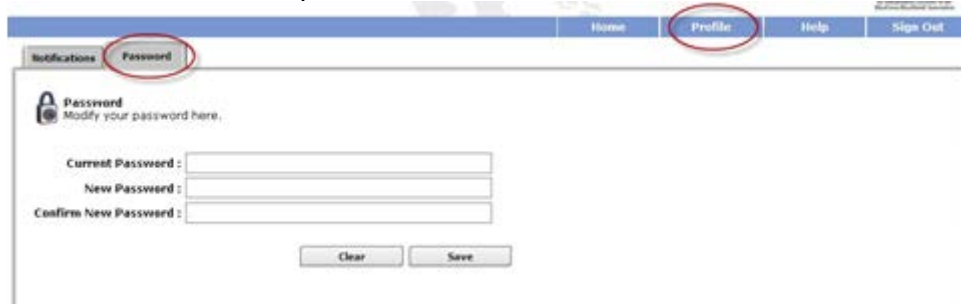 Home Profile Help Sign Out
Notifications Password
Password
Modify your password here.
Current Password :
New Password :
Confirm New Password :
Clear Save